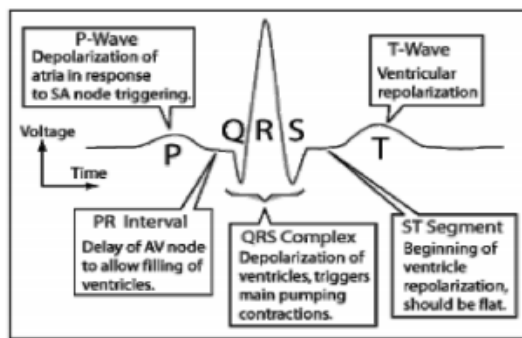 P-Wave
Depolarization of
atria in response
to SA node triggering.
T-Wave
Ventricular
repolarization
Voltage
Time
P
Q
R
S
T
PR Interval
Delay of AV node
to allow filling of
ventricles.
QRS Complex
Depolarization of
ventricles, triggers
main pumping
contractions.
ST Segment
Beginning of
ventricle
repolarization,
should be flat.